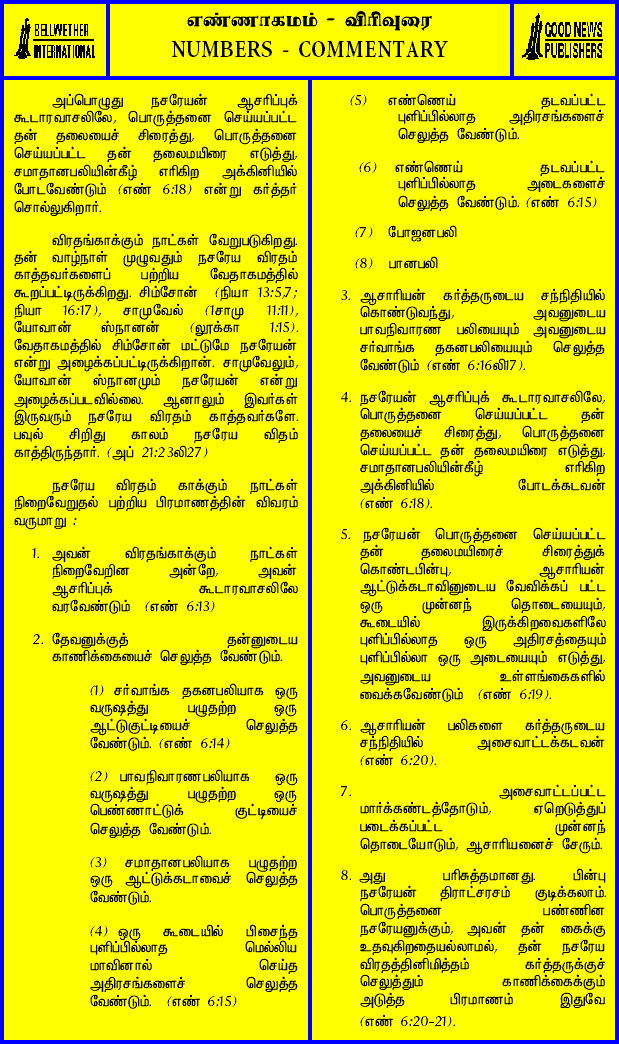 BELLWETHER
INTERNATIONAL
எண்ணாகமம் - விரிவுரை
NUMBERS - COMMENTARY
GOOD NEWS
PUBLISHERS
அப்பொழுது நசரேயன் ஆசரிப்புக்
கூடாரவாசலிலே, பொருத்தனை செய்யப்பட்ட
தன் தலையைச் சிரைத்து, பொருத்தனை
செய்யப்பட்ட தன் தலைமயிரை எடுத்து,
சமாதானபலியின்கீழ் எரிகிற அக்கினியில்
போடவேண்டும் (எண் 6:18) என்று கர்த்தர்
சொல்லுகிறார்.
விரதங்காக்கும் நாட்கள் வேறுபடுகிறது.
தன் வாழ்நாள் முழுவதும் நசரேய விரதம்
காத்தவர்களைப் பற்றிய வேதாகமத்தில்
கூறப்பட்டிருக்கிறது. சிம்சோன் (நியா 13:5,7;
நியா 16:17), சாமுவேல் (1சாமு 11:11),
யோவான் ஸ்நானன் (லூக்கா 1:15).
வேதாகமத்தில் சிம்சோன் மட்டுமே நசரேயன்
என்று அழைக்கப்பட்டிருக்கிறான். சாமுவேலும்,
யோவான் ஸ்நானமும் நசரேயன் என்று
அழைக்கப்படவில்லை. ஆனாலும் இவர்கள்
இருவரும் நசரேய விரதம் காத்தவர்களே.
பவுல் சிறிது காலம் நசரேய விதம்
காத்திருந்தார். (அப் 21:23லி27)
நசரேய விரதம் காக்கும் நாட்கள்
நிறைவேறுதல் பற்றிய பிரமாணத்தின் விவரம்
வருமாறு :
1. அவன் விரதங்காக்கும் நாட்கள்
நிறைவேறின அன்றே, அவன்
ஆசரிப்புக் கூடாரவாசலிலே
வரவேண்டும் (எண் 6:13)
2. தேவனுக்குத் தன்னுடைய
காணிக்கையைச் செலுத்த வேண்டும்.
(1) சர்வாங்க தகனபலியாக ஒரு
வருஷத்து பழுதற்ற ஒரு
ஆட்டுகுட்டியைச் செலுத்த
வேண்டும். (எண் 6:14)
(2) பாவநிவாரணபலியாக ஒரு
வருஷத்து பழுதற்ற ஒரு
பெண்ணாட்டுக் குட்டியைச்
செலுத்த வேண்டும்.
(3) சமாதானபலியாக பழுதற்ற
ஒரு ஆட்டுக்கடாவைச் செலுத்த
வேண்டும்.
(4) ஒரு கூடையில் பிசைந்த
புளிப்பில்லாத மெல்லிய
மாவினால் செய்த
அதிரசங்களைச் செலுத்த
வேண்டும். (எண் 6:15)
(5) எண்ணெய் தடவப்பட்ட
புளிப்பில்லாத அதிரசங்களைச்
செலுத்த வேண்டும்.
(6) எண்ணெய் தடவப்பட்ட
புளிப்பில்லாத அடைகளைச்
செலுத்த வேண்டும். (எண் 6:15)
(7) போஜனபலி
(8) பானபலி
3. ஆசாரியன் கர்த்தருடைய சந்நிதியில்
கொண்டுவந்து, அவனுடைய
பாவநிவாரண பலியையும் அவனுடைய
சர்வாங்க தகனபலியையும் செலுத்த
வேண்டும் (எண் 6:16லி17).
4. நசரேயன் ஆசரிப்புக் கூடாரவாசலிலே,
பொருத்தனை செய்யப்பட்ட தன்
தலையைச் சிரைத்து, பொருத்தனை
செய்யப்பட்ட தன் தலைமயிரை எடுத்து,
சமாதானபலியின்கீழ் எரிகிற
அக்கினியில் போடக்கடவன்
(எண் 6:18).
5. நசரேயன் பொருத்தனை செய்யப்பட்ட
தன் தலைமயிரைச் சிரைத்துக்
கொண்டபின்பு, ஆசாரியன்
ஆட்டுக்கடாவினுடைய வேவிக்கப் பட்ட
ஒரு முன்னந் தொடையையும்,
கூடையில் இருக்கிறவைகளிலே
புளிப்பில்லாத ஒரு அதிரசத்தையும்
புளிப்பில்லா ஒரு அடையையும் எடுத்து,
அவனுடைய உள்ளங்கைகளில்
வைக்கவேண்டும் (எண் 6:19).
6. ஆசாரியன் பலிகளை கர்த்தருடைய
சந்நிதியில் அசைவாட்டக்கடவன்
(எண் 6:20).
7. அசைவாட்டப்பட்ட
மார்க்கண்டத்தோடும், ஏறெடுத்துப்
படைக்கப்பட்ட முன்னந்
தொடையோடும், ஆசாரியனைச் சேரும்.
8. அது பரிசுத்தமானது. பின்பு
நசரேயன் திராட்சரசம் குடிக்கலாம்.
பொருத்தனை பண்ணின
நசரேயனுக்கும், அவன் தன் கைக்கு
உதவுகிறதையல்லாமல், தன் நசரேய
விரதத்தினிமித்தம் கர்த்தருக்குச்
செலுத்தும் காணிக்கைக்கும்
அடுத்த பிரமாணம் இதுவே
(எண் 6:20-21).